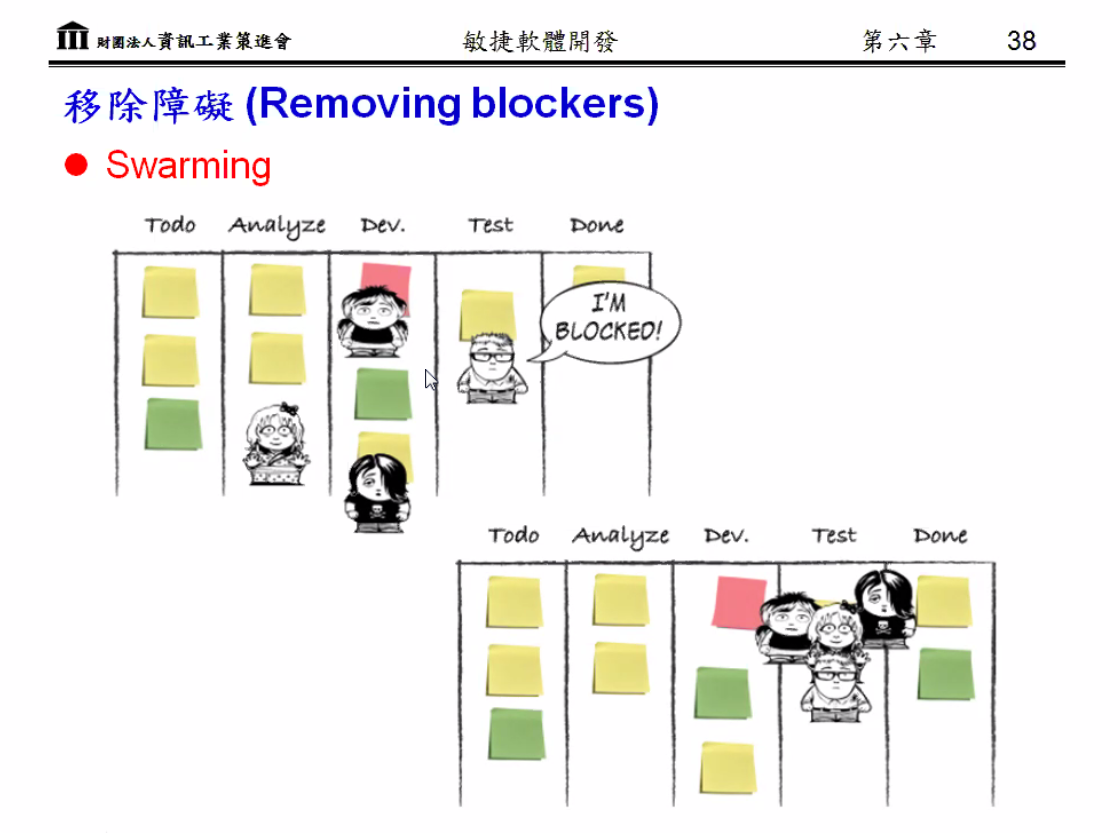 財團法人資訊工業策進會 敏捷軟體開發 第六章 38
移除障礙 (Removing blockers)
Swarming
Todo Analyze Dev. Test Done
I'M
BLOCKED!
Todo Analyze Dev. Test Done